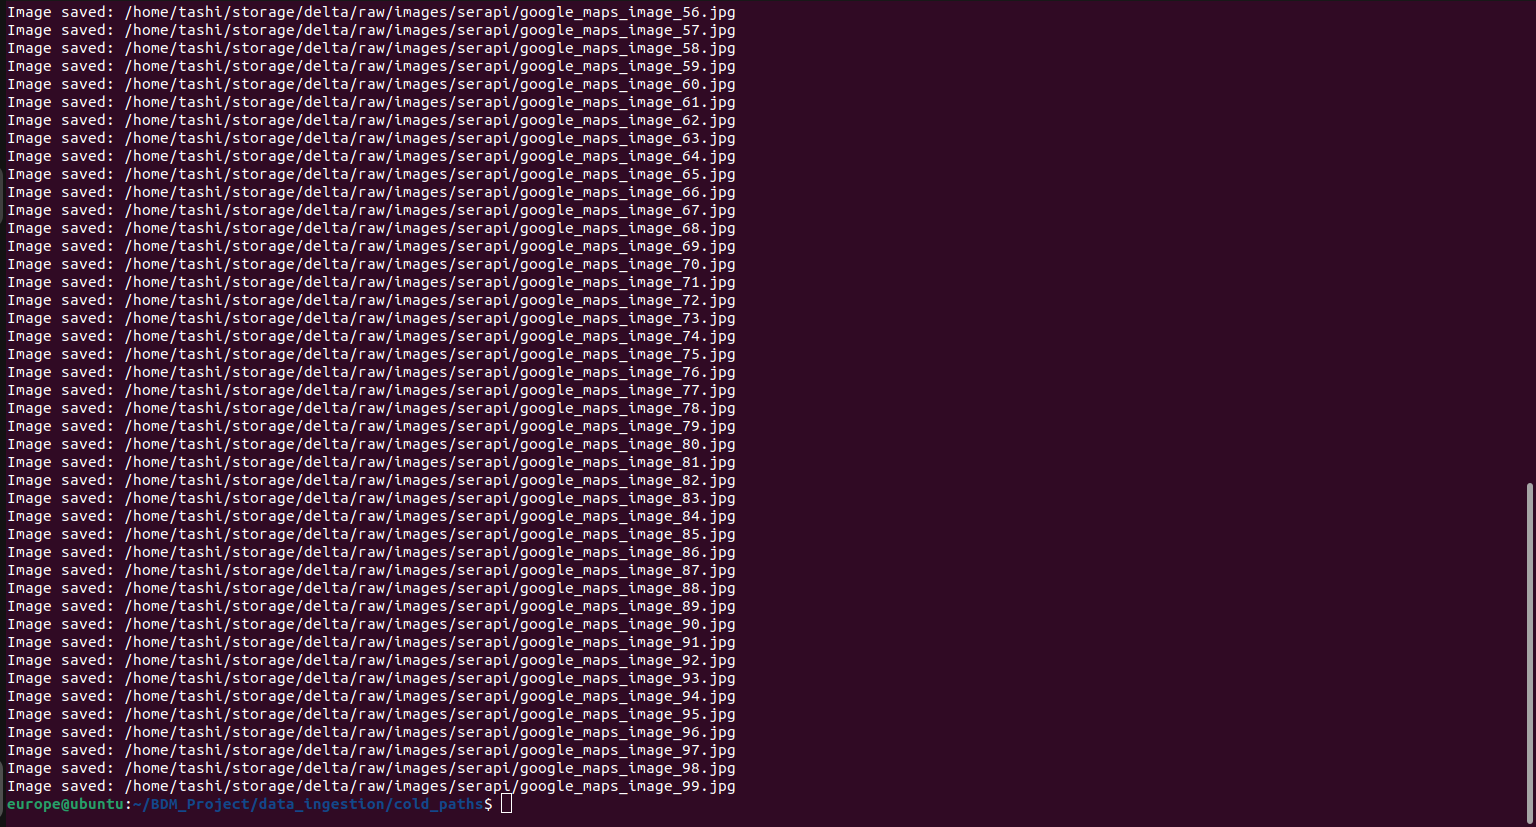 Image saved: /home/tashi/storage/delta/raw/images/serapi/google_maps_image_56.jpg
Image saved: /home/tashi/storage/delta/raw/images/serapi/google_maps_image_57.jpg
Image saved: /home/tashi/storage/delta/raw/images/serapi/google_maps_image_58.jpg
Image saved: /home/tashi/storage/delta/raw/images/serapi/google_maps_image_59.jpg
Image saved: /home/tashi/storage/delta/raw/images/serapi/google_maps_image_60.jpg
Image saved: /home/tashi/storage/delta/raw/images/serapi/google_maps_image_61.jpg
Image saved: /home/tashi/storage/delta/raw/images/serapi/google_maps_image_62.jpg
Image saved: /home/tashi/storage/delta/raw/images/serapi/google_maps_image_63.jpg
Image saved: /home/tashi/storage/delta/raw/images/serapi/google_maps_image_64.jpg
Image saved: /home/tashi/storage/delta/raw/images/serapi/google_maps_image_65.jpg
Image saved: /home/tashi/storage/delta/raw/images/serapi/google_maps_image_66.jpg
Image saved: /home/tashi/storage/delta/raw/images/serapi/google_maps_image_67.jpg
Image saved: /home/tashi/storage/delta/raw/images/serapi/google_maps_image_68.jpg
Image saved: /home/tashi/storage/delta/raw/images/serapi/google_maps_image_69.jpg
Image saved: /home/tashi/storage/delta/raw/images/serapi/google_maps_image_70.jpg
Image saved: /home/tashi/storage/delta/raw/images/serapi/google_maps_image_71.jpg
Image saved: /home/tashi/storage/delta/raw/images/serapi/google_maps_image_72.jpg
Image saved: /home/tashi/storage/delta/raw/images/serapi/google_maps_image_73.jpg
Image saved: /home/tashi/storage/delta/raw/images/serapi/google_maps_image_74.jpg
Image saved: /home/tashi/storage/delta/raw/images/serapi/google_maps_image_75.jpg
Image saved: /home/tashi/storage/delta/raw/images/serapi/google_maps_image_76.jpg
Image saved: /home/tashi/storage/delta/raw/images/serapi/google_maps_image_77.jpg
Image saved: /home/tashi/storage/delta/raw/images/serapi/google_maps_image_78.jpg
Image saved: /home/tashi/storage/delta/raw/images/serapi/google_maps_image_79.jpg
Image saved: /home/tashi/storage/delta/raw/images/serapi/google_maps_image_80.jpg
Image saved: /home/tashi/storage/delta/raw/images/serapi/google_maps_image_81.jpg
Image saved: /home/tashi/storage/delta/raw/images/serapi/google_maps_image_82.jpg
Image saved: /home/tashi/storage/delta/raw/images/serapi/google_maps_image_83.jpg
Image saved: /home/tashi/storage/delta/raw/images/serapi/google_maps_image_84.jpg
Image saved: /home/tashi/storage/delta/raw/images/serapi/google_maps_image_85.jpg
Image saved: /home/tashi/storage/delta/raw/images/serapi/google_maps_image_86.jpg
Image saved: /home/tashi/storage/delta/raw/images/serapi/google_maps_image_87.jpg
Image saved: /home/tashi/storage/delta/raw/images/serapi/google_maps_image_88.jpg
Image saved: /home/tashi/storage/delta/raw/images/serapi/google_maps_image_89.jpg
Image saved: /home/tashi/storage/delta/raw/images/serapi/google_maps_image_90.jpg
Image saved: /home/tashi/storage/delta/raw/images/serapi/google_maps_image_91.jpg
Image saved: /home/tashi/storage/delta/raw/images/serapi/google_maps_image_92.jpg
Image saved: /home/tashi/storage/delta/raw/images/serapi/google_maps_image_93.jpg
Image saved: /home/tashi/storage/delta/raw/images/serapi/google_maps_image_94.jpg
Image saved: /home/tashi/storage/delta/raw/images/serapi/google_maps_image_95.jpg
Image saved: /home/tashi/storage/delta/raw/images/serapi/google_maps_image_96.jpg
Image saved: /home/tashi/storage/delta/raw/images/serapi/google_maps_image_97.jpg
Image saved: /home/tashi/storage/delta/raw/images/serapi/google_maps_image_98.jpg
Image saved: /home/tashi/storage/delta/raw/images/serapi/google_maps_image_99.jpg
europe@ubuntu:~/BDM_Project/data_ingestion/cold_paths$